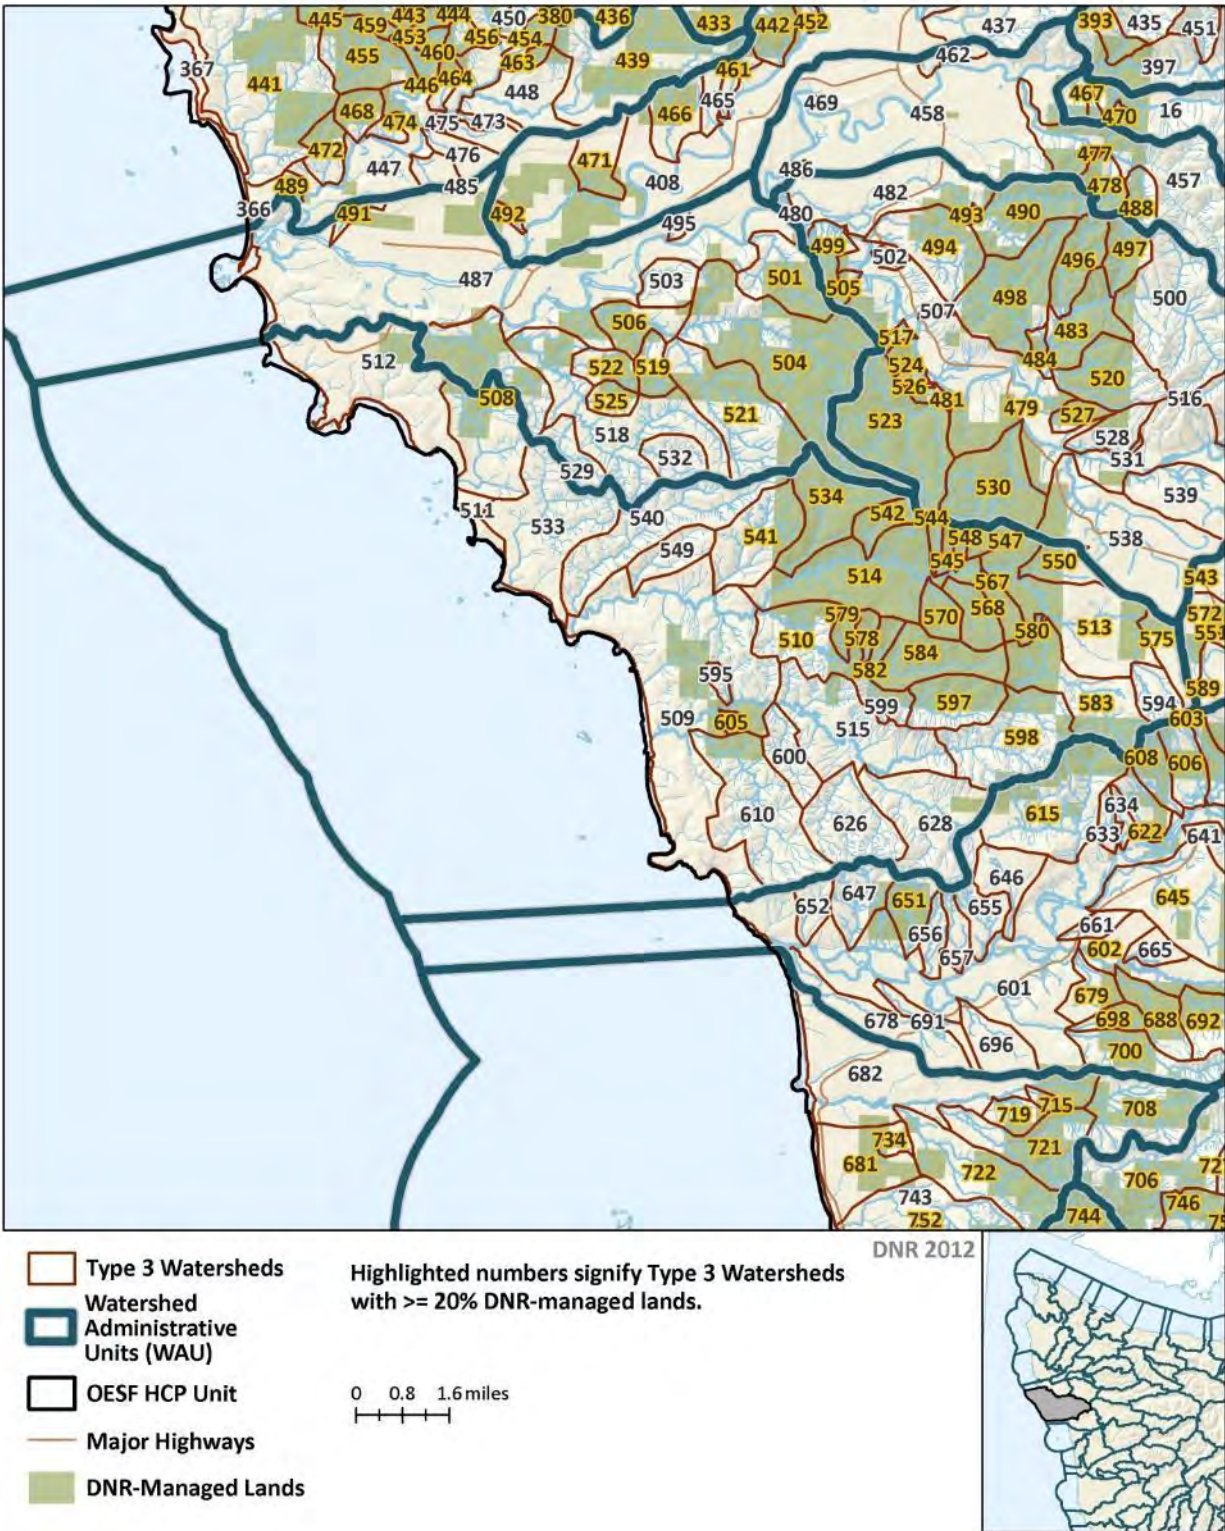 445 459 443 444 450 380 436 433 442 452 437 393 435 451
453 456 454
367 441 455 460 463 439 461 462 397
446 464 448 467
468 474 475 473 466 465 469 458 470 16
472 447 476 471 477
489 485 408 486 478 457
366 491 492 482 488
495 480 493 490
499 494 497
487 503 501 502 496
505 498 500
506 507
512 517 483
522 519 504 524 484
508 525 526 520
521 523 481 479 527 516
518 528
529 532 531
534 530 539
511 533 540 542 544
541 548 547 538
549 545 550
514 567 543
579 570 568 572
510 578 580 513 575
584
595 582 589
599 597 583 594
509 605 515 603
600 598 608 606
610 626 628 615 634
633 622 641
646
652 647 651 655 645
656 661
657 602 665
601 679
678 691 698 688 692
696 700
682
719 715 708
734 721
681 722 706
743 746
752 744
Type 3 Watersheds
Watershed
Administrative
Units (WAU)
OESF HCP Unit
Major Highways
DNR-Managed Lands
Highlighted numbers signify Type 3 Watersheds
with >= 20% DNR-managed lands.
0 0.8 1.6 miles
DNR 2012